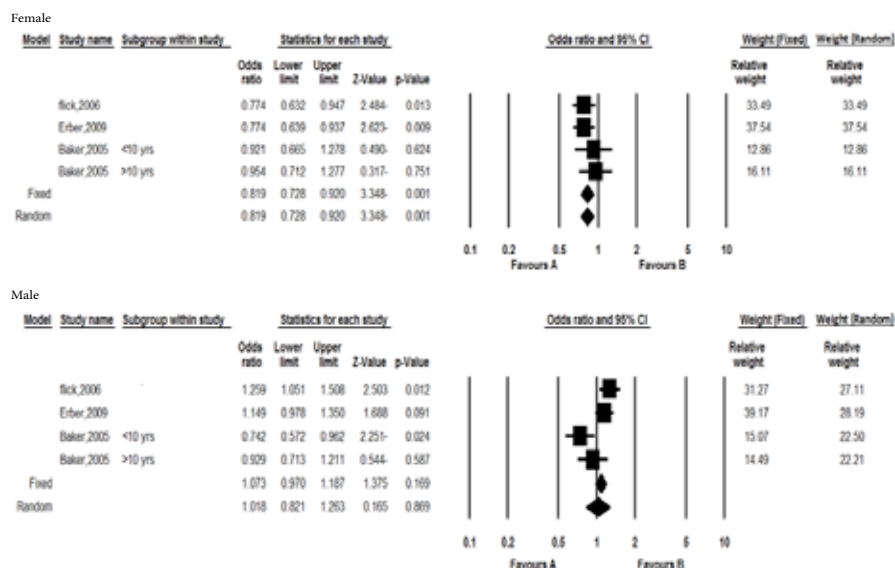 Female
Model Study name Subgroup within study Statistics for each study Odds ratio and 95% CI Weight (Fixed) Weight (Random)
Odds Lower Upper Relative Relative
ratio limit limit Z-Value p-Value weight weight
flick,2006 0.774 0.632 0.947 2.484- 0.013 33.49 33.49
Erber,2009 0.774 0.639 0.937 2.623- 0.009 37.54 37.54
Baker,2005 <10 yrs 0.921 0.665 1.278 0.490- 0.624 12.86 12.86
Baker,2005 >10 yrs 0.954 0.712 1.277 0.317- 0.751 16.11 16.11
Fixed 0.819 0.728 0.920 3.348- 0.001
Random 0.819 0.728 0.920 3.348- 0.001
0.1 0.2 0.5 1 2 5 10
Favours A Favours B
Male
Model Study name Subgroup within study Statistics for each study Odds ratio and 95% CI Weight (Fixed) Weight (Random)
Odds Lower Upper Relative Relative
ratio limit limit Z-Value p-Value weight weight
flick,2006 1.259 1.051 1.508 2.503 0.012 31.27 27.11
Erber,2009 1.149 0.978 1.350 1.688 0.091 39.17 28.19
Baker,2005 <10 yrs 0.742 0.572 0.962 2.251- 0.024 15.07 22.50
Baker,2005 >10 yrs 0.929 0.713 1.211 0.544- 0.587 14.49 22.21
Fixed 1.073 0.970 1.187 1.375 0.169
Random 1.018 0.821 1.263 0.165 0.869
0.1 0.2 0.5 1 2 5 10
Favours A Favours B